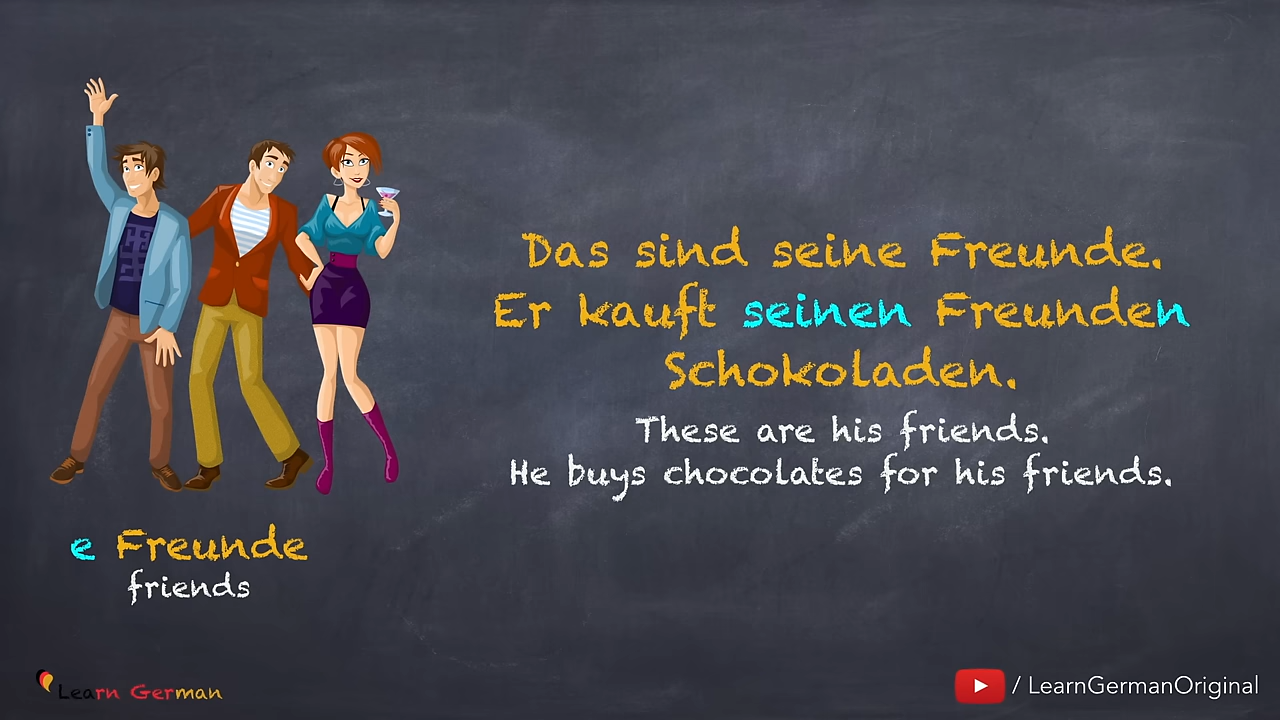 Das sind seine Freunde.
Er kauft seinen Freunden
Schokoladen.
These are his friends.
He buys chocolates for his friends.
e Freunde
friends
Learn German
/ LearnGermanOriginal